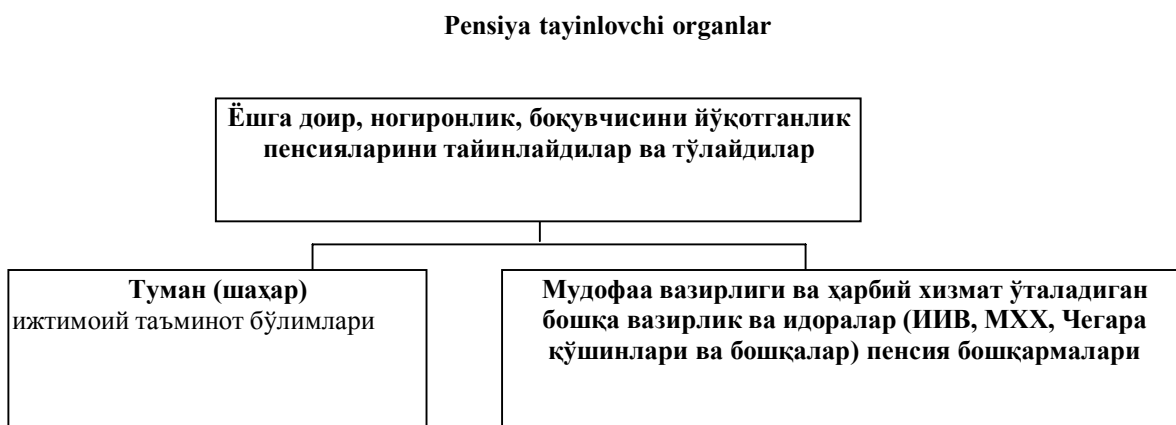 Pensiya tayinlovchi organlar
Ёшга доир, ногиронлик, боқувчисини йўқотганлик
пенсияларини тайинлайдилар ва тўлайдилар
Туман (шаҳар)
ижтимоий таъминот бўлимлари
Мудофаа вазирлиги ва ҳарбий хизмат ўталадиган
бошқа вазирлик ва идоралар (ИИВ, МХХ, Чегара
қўшинлари ва бошқалар) пенсия бошқармалари